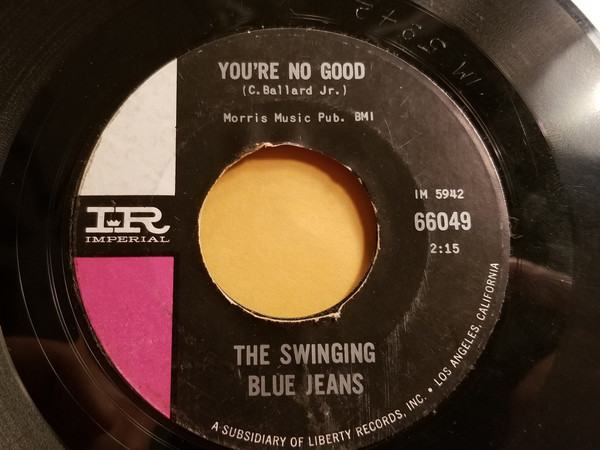 YOU'RE NO GOOD
(C.Ballard Jr.)
Morris Music Pub. BMI
IM 5942
66049
2:15
IR
IMPERIAL
THE SWINGING
BLUE JEANS
A SUBSIDIARY OF LIBERTY RECORDS, INC. • LOS ANGELES, CALIFORNIA